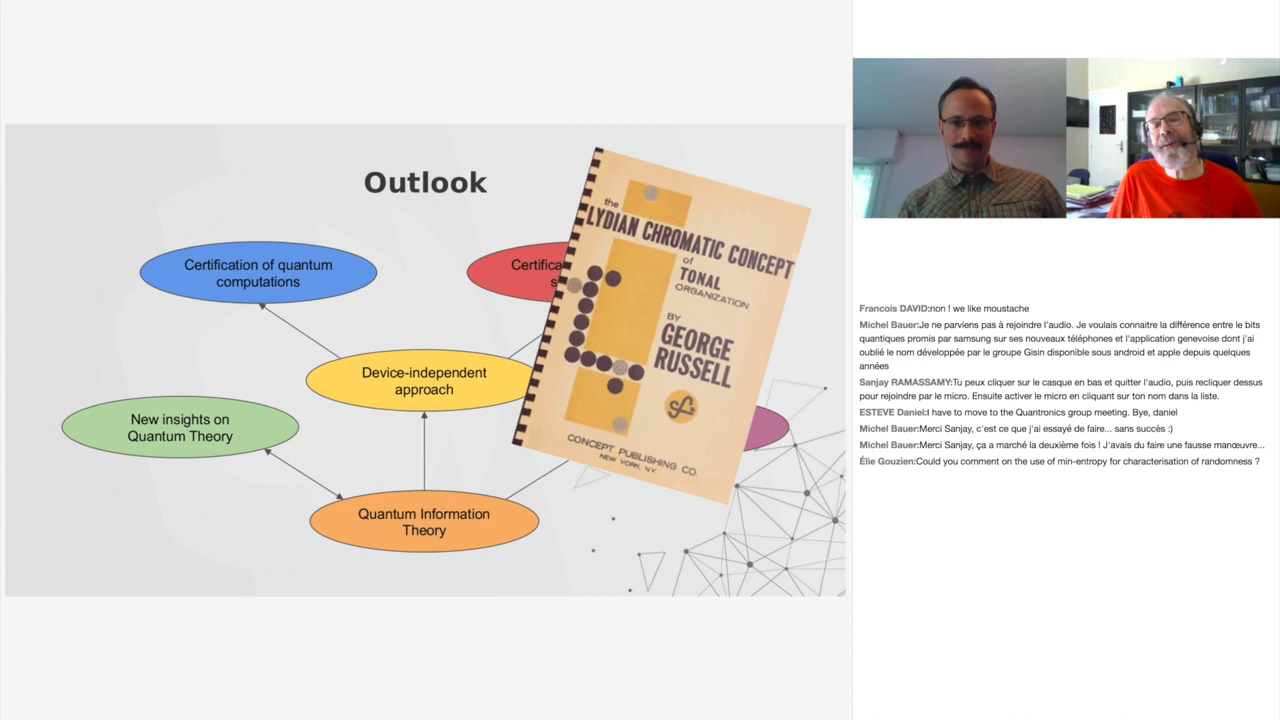 Outlook
Certification of quantum
computations
Certifica
s
Device-independent
approach
New insights on
Quantum Theory
Quantum Information
Theory
the
LYDIAN CHROMATIC CONCEPT
of
TONAL
ORGANIZATION
BY
GEORGE
RUSSELL
CONCEPT PUBLISHING CO.
NEW YORK, N.Y.
Francois DAVID:non ! we like moustache
Michel Bauer:Je ne parviens pas à rejoindre l'audio. Je voulais connaitre la différence entre le bits
quantiques promis par samsung sur ses nouveaux téléphones et l'application genevoise dont j'ai
oublié le nom développée par le groupe Gisin disponible sous android et apple depuis quelques
années
Sanjay RAMASSAMY:Tu peux cliquer sur le casque en bas et quitter l'audio, puis recliquer dessus
pour rejoindre par le micro. Ensuite activer le micro en cliquant sur ton nom dans la liste.
ESTEVE Daniel:I have to move to the Quantronics group meeting. Bye, daniel
Michel Bauer:Merci Sanjay, c'est ce que j'ai essayé de faire... sans succès :)
Michel Bauer:Merci Sanjay, ça a marché la deuxième fois ! J'avais du faire une fausse manœuvre...
Élie Gouzien:Could you comment on the use of min-entropy for characterisation of randomness ?